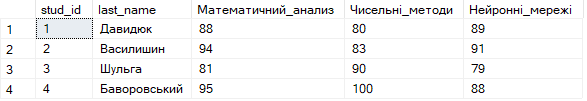 stud_id last_name Математичний_анализ Чисельні_методи Нейронні_мережі
1 1 Давидюк 88 80 89
2 2 Василишин 94 83 91
3 3 Шульга 81 90 79
4 4 Баворовський 95 100 88